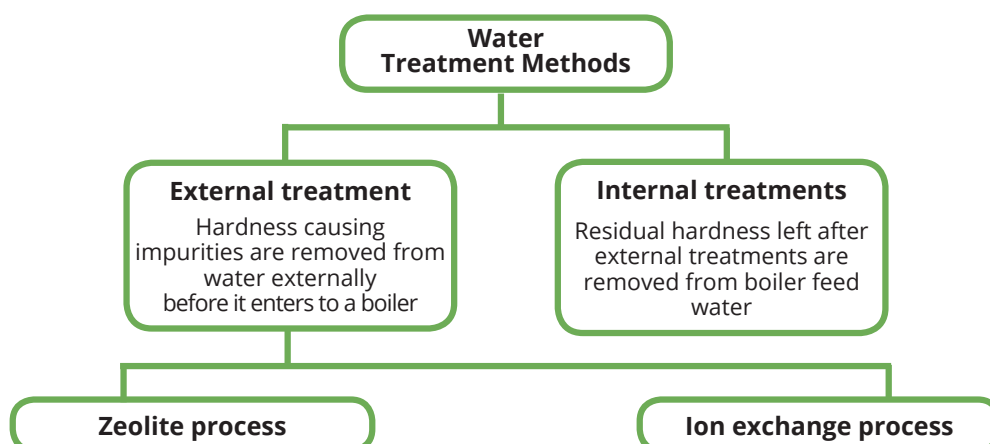 Water
Treatment Methods
External treatment
Hardness causing
impurities are removed from
water externally
before it enters to a boiler
Internal treatments
Residual hardness left after
external treatments are
removed from boiler feed
water
Zeolite process
Ion exchange process